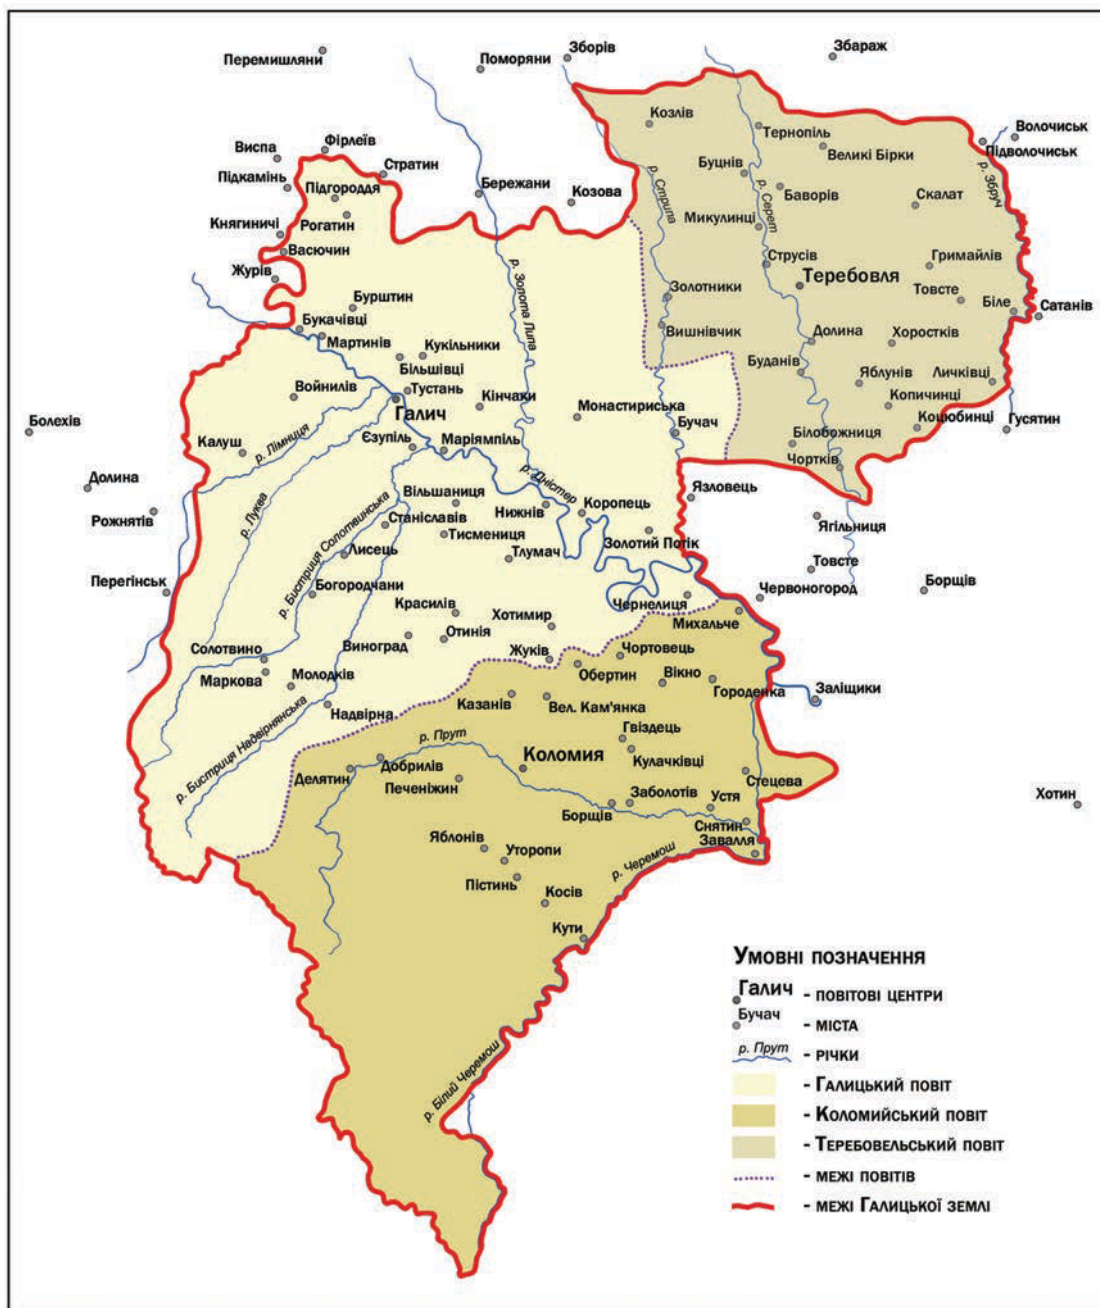 Перемишляни
Поморяни
Зборів
Збараж
Козлів
Тернопіль
Волочиськ
Підволочиськ
Великі Бірки
Фірлеїв
Виспа
Стратин
Підкамінь
Підгороддя
Бережани
Козова
р. Стрипа
Буцнів
р. Серет
Баворів
Скалат
р. Збруч
Княгиничі
Рогатин
Микулинці
Васючин
Журів
р. Золота Липа
Струсів
Гримайлів
Теребовля
Золотники
Товсте
Біле
Сатанів
Бурштин
Букачівці
Мартинів
Кукільники
Вишнівчик
Долина
Хоростків
Більшівці
Буданів
Яблунів
Личківці
Войнилів
Тустань
Галич
Кінчаки
Монастириська
Копичинці
Коцюбинці
Гусятин
Болехів
Калуш
р. Лімниця
Єзупіль
Маріямпіль
Бучач
Білобожниця
Чортків
Долина
Рожнятів
р. Луква
р. Бистриця Солотвинська
Вільшаниця
р. Дністер
Нижнів
Коропець
Язловець
Ягільниця
Станіславів
Тисмениця
Золотий Потік
Лисець
Тлумач
Товсте
Перегінськ
Богородчани
Червоногород
Борщів
Красилів
Хотимир
Чернелиця
Михальче
Виноград
Отинія
Солотвино
Жуків
Чортовець
Маркова
Молодків
Обертин
Вікно
Городенка
Заліщики
Надвірна
Казанів
Вел. Кам'янка
р. Бистриця Надвірнянська
р. Прут
Гвіздець
Делятин
Добрилів
Коломия
Кулачківці
Стецева
Печеніжин
Хотин
Борщів
Заболотів
Устя
Снятин
Завалля
Яблонів
Уторопи
р. Черемош
Пістинь
Косів
Кути
р. Білий Черемош
Умовні позначення
Галич - повітові центри
Бучач - міста
р. Прут - річки
- Галицький повіт
- Коломийський повіт
- Теребовельський повіт
- межі повітів
- межі Галицької землі